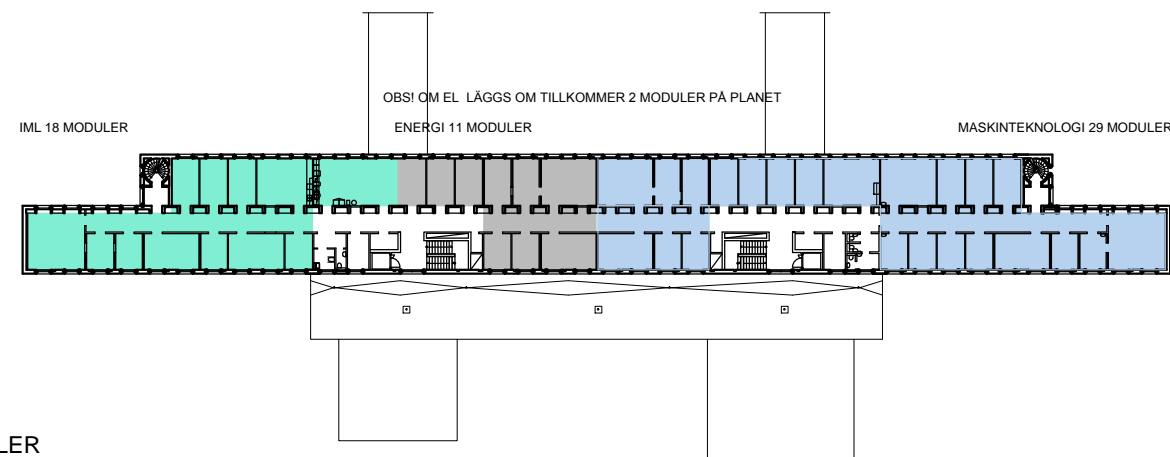 OBS! OM EL LÄGGS OM TILLKOMMER 2 MODULER PÅ PLANET
IML 18 MODULER
ENERGI 11 MODULER
MASKINTEKNOLOGI 29 MODULER
LER